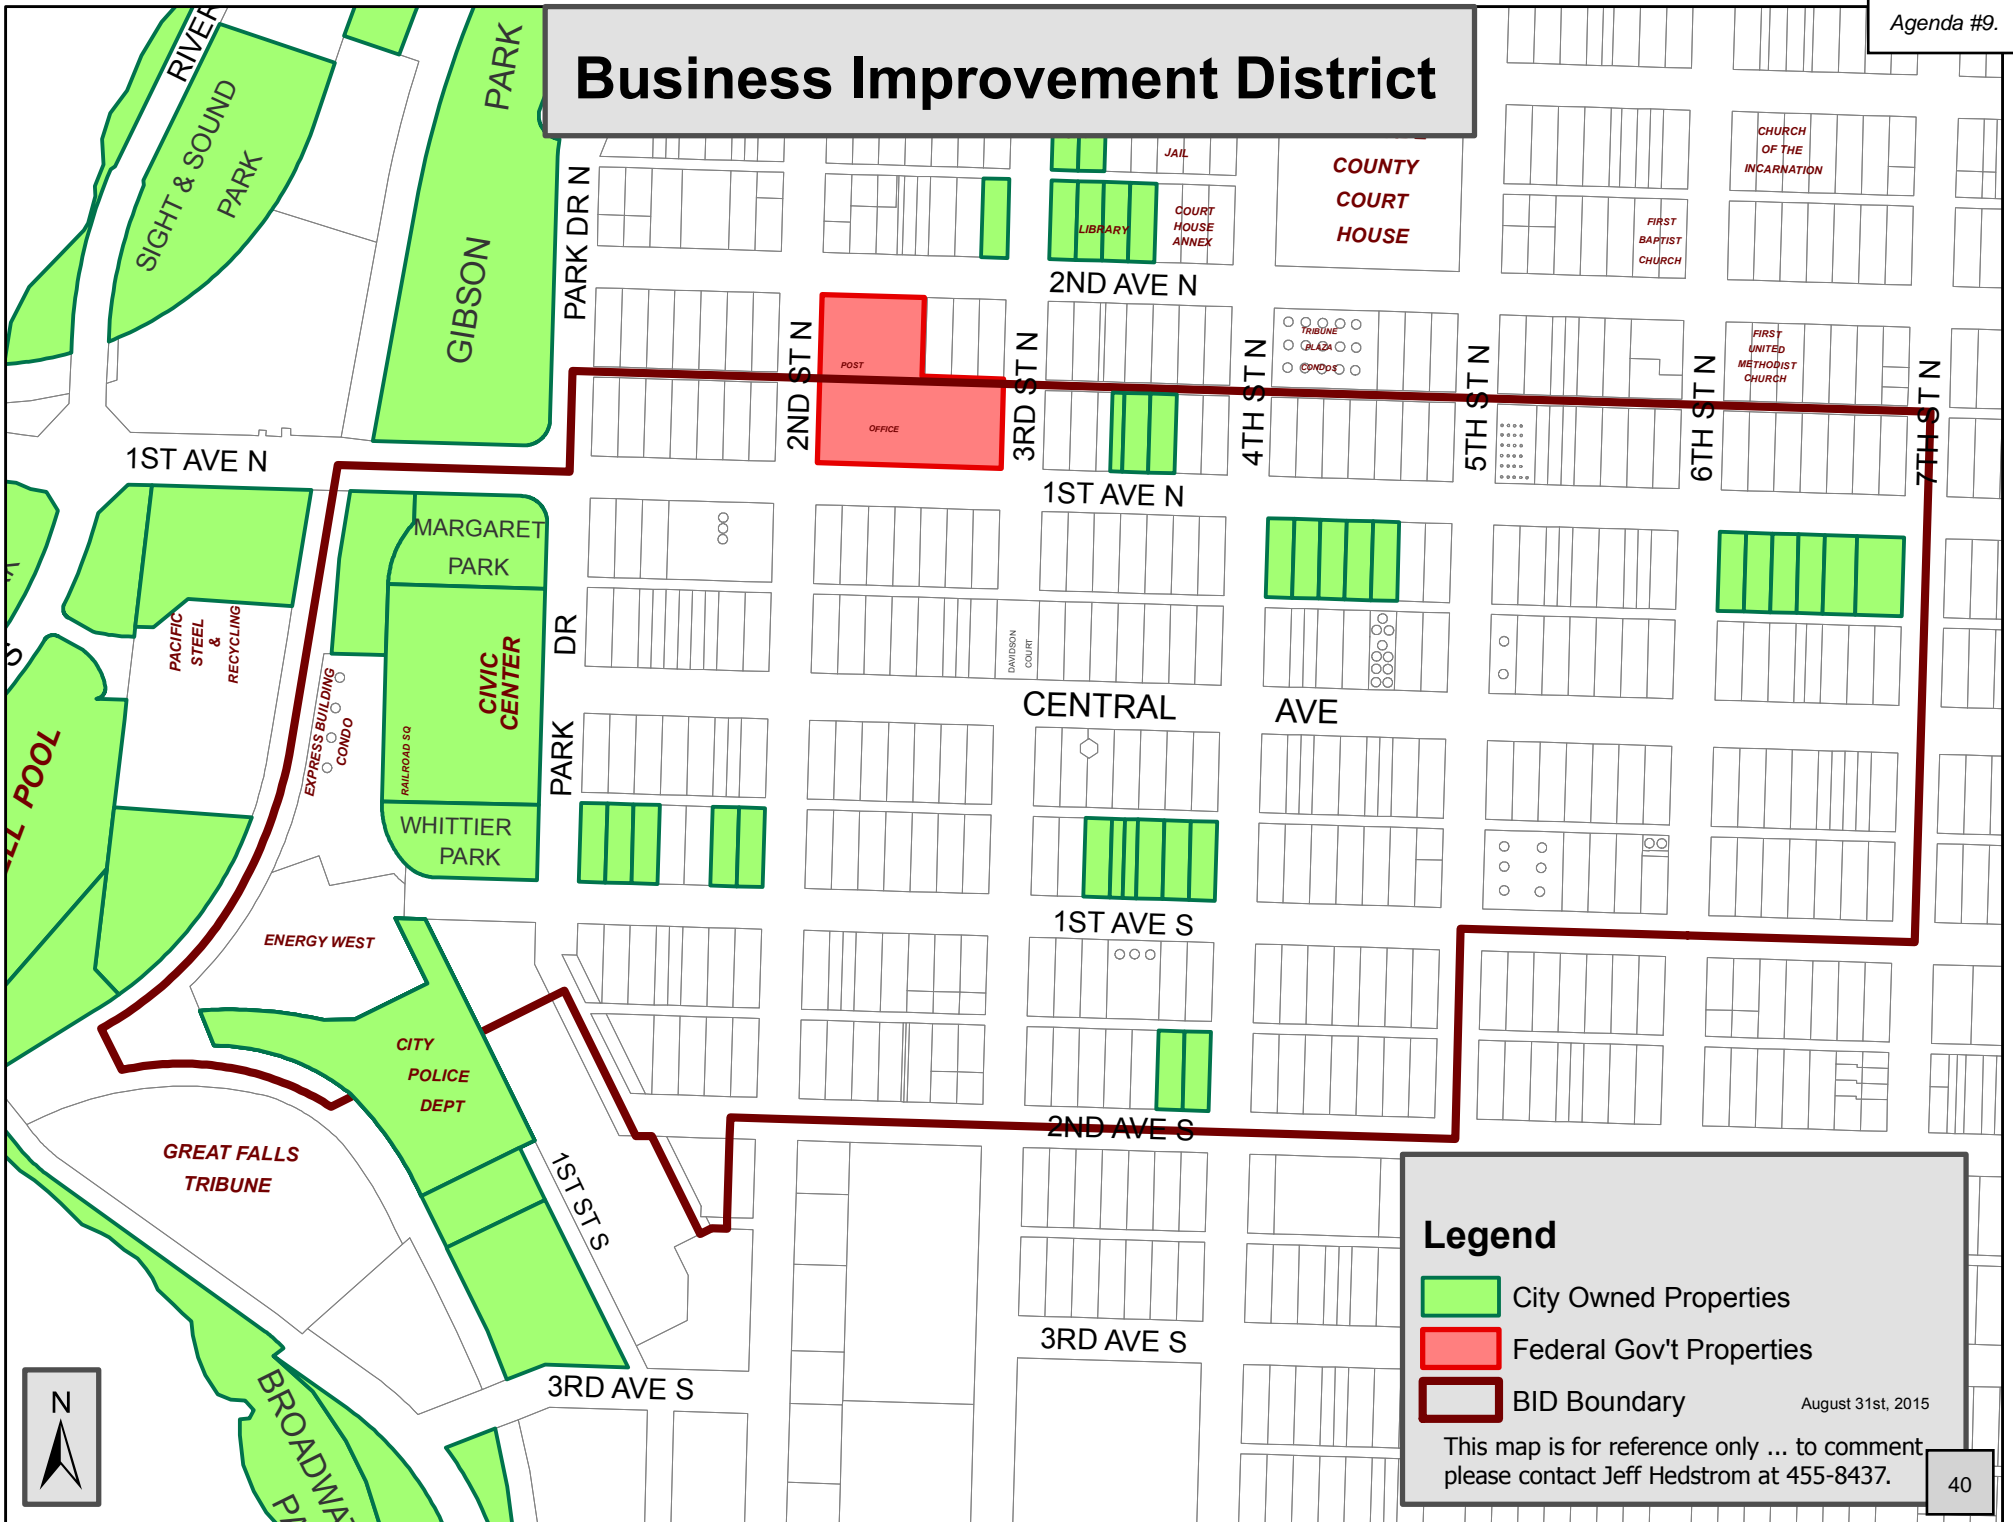 Agenda #9.
Business Improvement District
RIVER
SIGHT & SOUND
PARK
PARK
GIBSON
PARK DR N
JAIL
LIBRARY
COURT
HOUSE
ANNEX
COUNTY
COURT
HOUSE
CHURCH
OF THE
INCARNATION
FIRST
BAPTIST
CHURCH
2ND AVE N
2ND ST N
POST
OFFICE
3RD ST N
4TH ST N
TRIBUNE
PLAZA
CONDOS
5TH ST N
6TH ST N
FIRST
UNITED
METHODIST
CHURCH
7TH ST N
1ST AVE N
1ST AVE N
MARGARET
PARK
PACIFIC
STEEL
&
RECYCLING
CIVIC
CENTER
RAILROAD SQ
EXPRESS BUILDING
CONDO
DR
PARK
DAVIDSON
COURT
CENTRAL AVE
POOL
WHITTIER
PARK
1ST AVE S
ENERGY WEST
CITY
POLICE
DEPT
2ND AVE S
GREAT FALLS
TRIBUNE
1ST ST S
3RD AVE S
3RD AVE S
N
Legend
City Owned Properties
Federal Gov't Properties
BID Boundary
August 31st, 2015
This map is for reference only ... to comment
please contact Jeff Hedstrom at 455-8437.
40